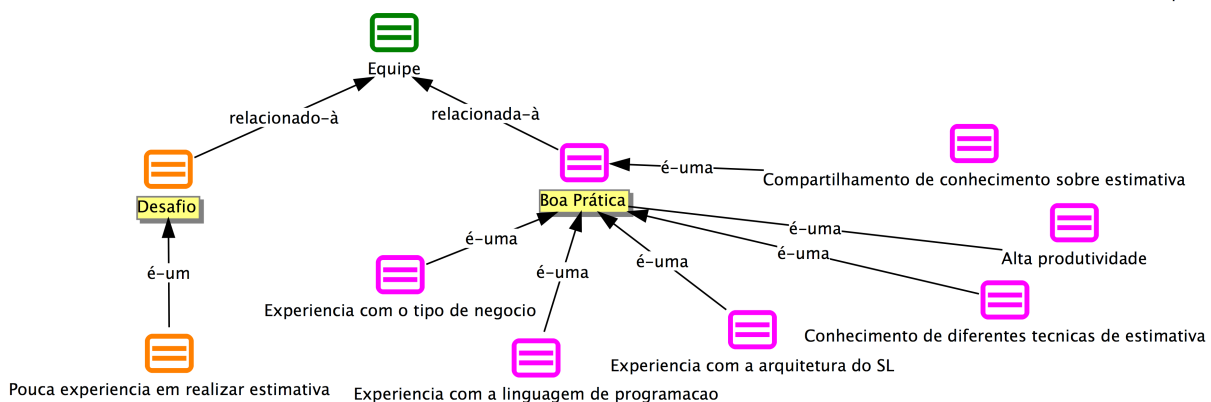 Equipe
relacionado-à
relacionada-à
Desafio
Boa Prática
é-uma
Compartilhamento de conhecimento sobre estimativa
é-uma
Alta produtividade
é-uma
Conhecimento de diferentes tecnicas de estimativa
é-uma
Experiencia com o tipo de negocio
é-uma
Experiencia com a linguagem de programacao
é-uma
Experiencia com a arquitetura do SL
é-um
Pouca experiencia em realizar estimativa